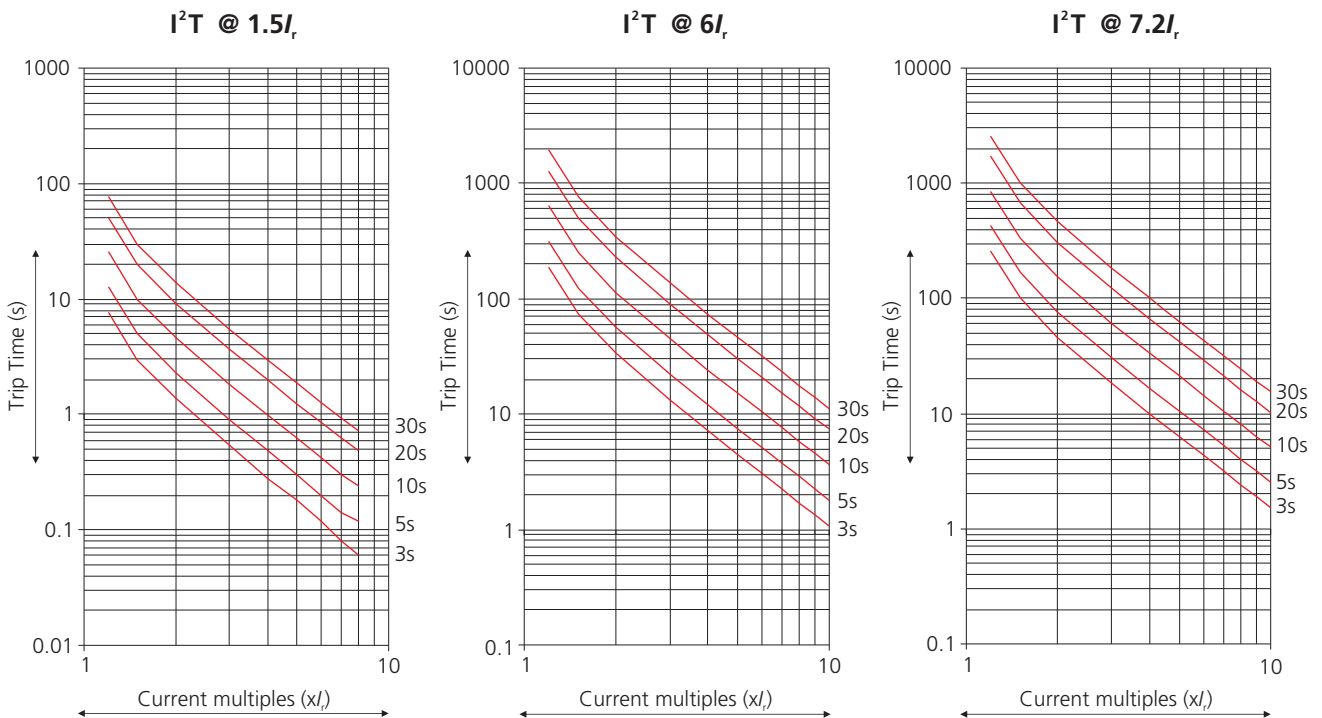 I²T @ 1.5Iᵣ
1000
100
10
1
0.1
0.01
Trip Time (s)
30s
20s
10s
5s
3s
1
10
Current multiples (xIᵣ)
I²T @ 6Iᵣ
10000
1000
100
10
1
0.1
Trip Time (s)
30s
20s
10s
5s
3s
1
10
Current multiples (xIᵣ)
I²T @ 7.2Iᵣ
10000
1000
100
10
1
0.1
Trip Time (s)
30s
20s
10s
5s
3s
1
10
Current multiples (xIᵣ)